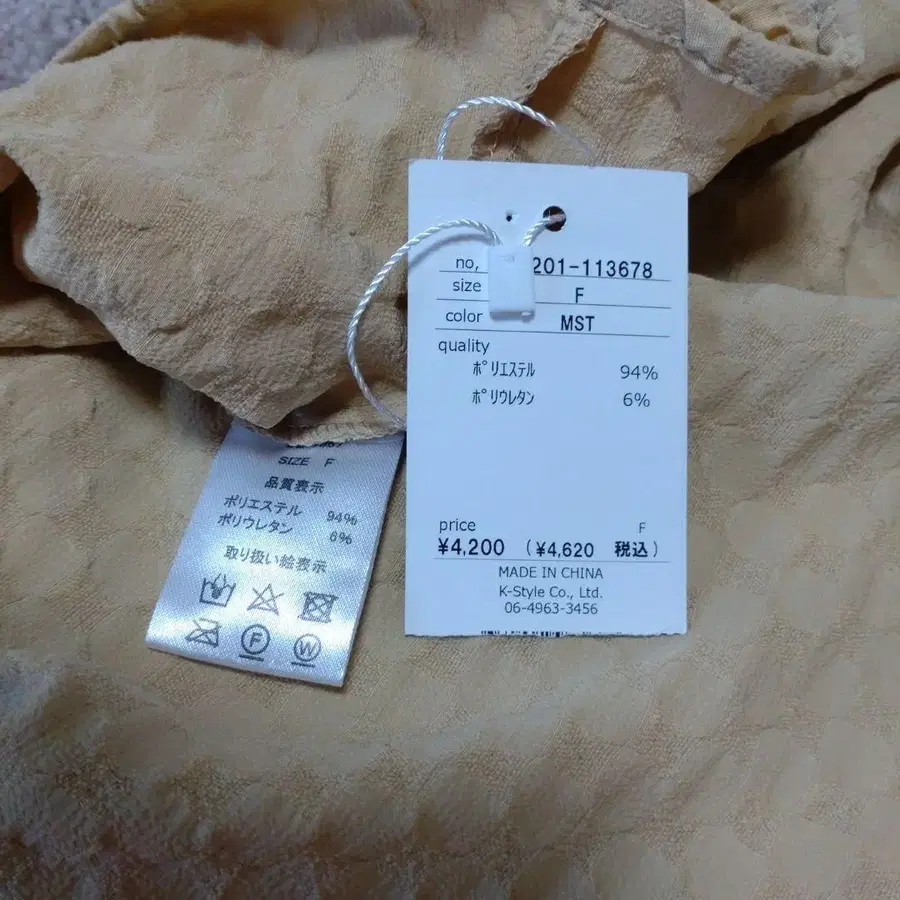 no, 201-113678
size F
color MST
quality
ﾎﾟﾘｴｽﾃﾙ 94%
ﾎﾟﾘｳﾚﾀﾝ 6%
price F
¥4,200 (¥4,620 税込)
MADE IN CHINA
K-Style Co., Ltd.
06-4963-3456
SIZE F
品質表示
ポリエステル 94%
ポリウレタン 6%
取り扱い絵表示
F W